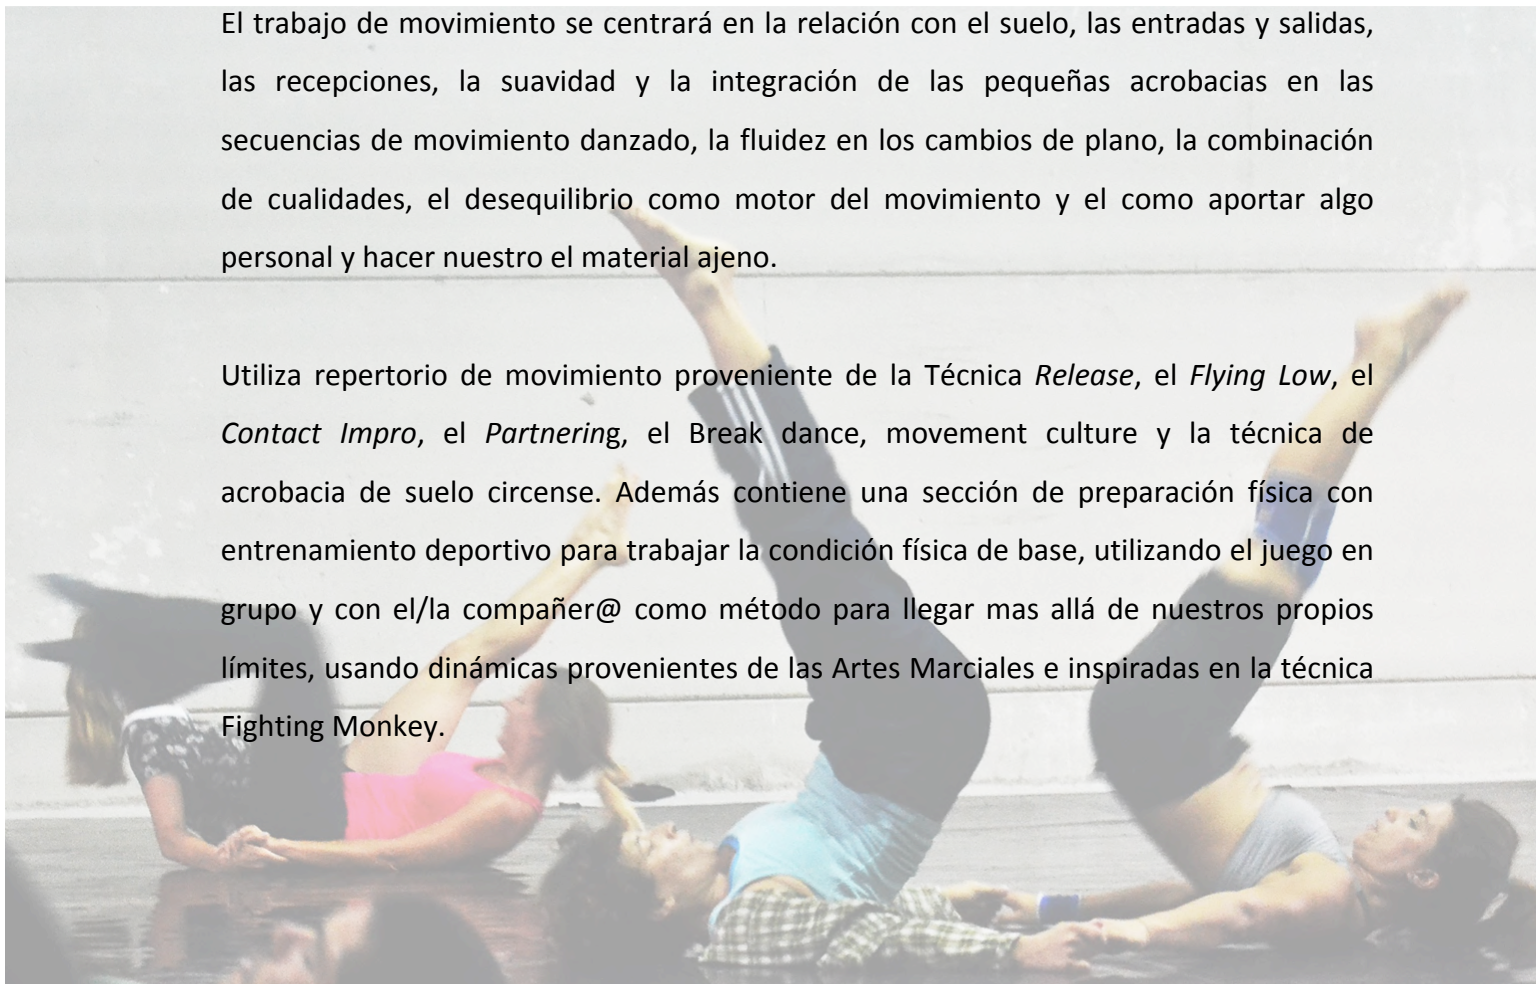 El trabajo de movimiento se centrará en la relación con el suelo, las entradas y salidas,
las recepciones, la suavidad y la integración de las pequeñas acrobacias en las
secuencias de movimiento danzado, la fluidez en los cambios de plano, la combinación
de cualidades, el desequilibrio como motor del movimiento y el como aportar algo
personal y hacer nuestro el material ajeno.
Utiliza repertorio de movimiento proveniente de la Técnica Release, el Flying Low, el
Contact Impro, el Partnering, el Break dance, movement culture y la técnica de
acrobacia de suelo circense. Además contiene una sección de preparación física con
entrenamiento deportivo para trabajar la condición física de base, utilizando el juego en
grupo y con el/la compañer@ como método para llegar mas allá de nuestros propios
límites, usando dinámicas provenientes de las Artes Marciales e inspiradas en la técnica
Fighting Monkey.